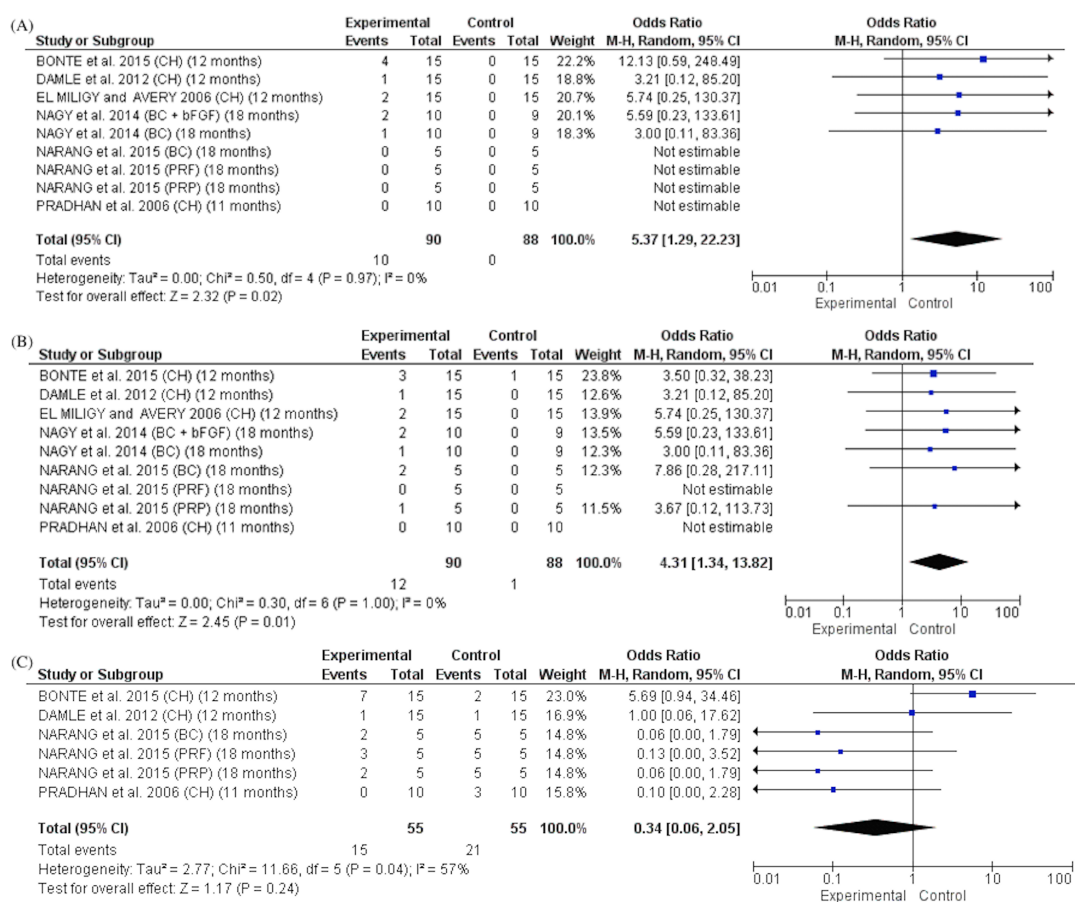 (A) Experimental Control Odds Ratio Odds Ratio
Study or Subgroup Events Total Events Total Weight M-H, Random, 95% CI M-H, Random, 95% CI
BONTE et al. 2015 (CH) (12 months) 4 15 0 15 22.2% 12.13 [0.59, 248.49]
DAMLE et al. 2012 (CH) (12 months) 1 15 0 15 18.8% 3.21 [0.12, 85.20]
EL MILIGY and AVERY 2006 (CH) (12 months) 2 15 0 15 20.7% 5.74 [0.25, 130.37]
NAGY et al. 2014 (BC + bFGF) (18 months) 2 10 0 9 20.1% 5.59 [0.23, 133.61]
NAGY et al. 2014 (BC) (18 months) 1 10 0 9 18.3% 3.00 [0.11, 83.36]
NARANG et al. 2015 (BC) (18 months) 0 5 0 5 Not estimable
NARANG et al. 2015 (PRF) (18 months) 0 5 0 5 Not estimable
NARANG et al. 2015 (PRP) (18 months) 0 5 0 5 Not estimable
PRADHAN et al. 2006 (CH) (11 months) 0 10 0 10 Not estimable
Total (95% CI) 90 88 100.0% 5.37 [1.29, 22.23]
Total events 10 0
Heterogeneity: Tau² = 0.00; Chi² = 0.50, df = 4 (P = 0.97); I² = 0%
Test for overall effect: Z = 2.32 (P = 0.02)
0.01 0.1 1 10 100
Experimental Control
(B) Experimental Control Odds Ratio Odds Ratio
Study or Subgroup Events Total Events Total Weight M-H, Random, 95% CI M-H, Random, 95% CI
BONTE et al. 2015 (CH) (12 months) 3 15 1 15 23.8% 3.50 [0.32, 38.23]
DAMLE et al. 2012 (CH) (12 months) 1 15 0 15 12.6% 3.21 [0.12, 85.20]
EL MILIGY and AVERY 2006 (CH) (12 months) 2 15 0 15 13.9% 5.74 [0.25, 130.37]
NAGY et al. 2014 (BC + bFGF) (18 months) 2 10 0 9 13.5% 5.59 [0.23, 133.61]
NAGY et al. 2014 (BC) (18 months) 1 10 0 9 12.3% 3.00 [0.11, 83.36]
NARANG et al. 2015 (BC) (18 months) 2 5 0 5 12.3% 7.86 [0.28, 217.11]
NARANG et al. 2015 (PRF) (18 months) 0 5 0 5 Not estimable
NARANG et al. 2015 (PRP) (18 months) 1 5 0 5 11.5% 3.67 [0.12, 113.73]
PRADHAN et al. 2006 (CH) (11 months) 0 10 0 10 Not estimable
Total (95% CI) 90 88 100.0% 4.31 [1.34, 13.82]
Total events 12 1
Heterogeneity: Tau² = 0.00; Chi² = 0.30, df = 6 (P = 1.00); I² = 0%
Test for overall effect: Z = 2.45 (P = 0.01)
0.01 0.1 1 10 100
Experimental Control
(C) Experimental Control Odds Ratio Odds Ratio
Study or Subgroup Events Total Events Total Weight M-H, Random, 95% CI M-H, Random, 95% CI
BONTE et al. 2015 (CH) (12 months) 7 15 2 15 23.0% 5.69 [0.94, 34.46]
DAMLE et al. 2012 (CH) (12 months) 1 15 1 15 16.9% 1.00 [0.06, 17.62]
NARANG et al. 2015 (BC) (18 months) 2 5 5 5 14.8% 0.06 [0.00, 1.79]
NARANG et al. 2015 (PRF) (18 months) 3 5 5 5 14.8% 0.13 [0.00, 3.52]
NARANG et al. 2015 (PRP) (18 months) 2 5 5 5 14.8% 0.06 [0.00, 1.79]
PRADHAN et al. 2006 (CH) (11 months) 0 10 3 10 15.8% 0.10 [0.00, 2.28]
Total (95% CI) 55 55 100.0% 0.34 [0.06, 2.05]
Total events 15 21
Heterogeneity: Tau² = 2.77; Chi² = 11.66, df = 5 (P = 0.04); I² = 57%
Test for overall effect: Z = 1.17 (P = 0.24)
0.01 0.1 1 10 100
Experimental Control